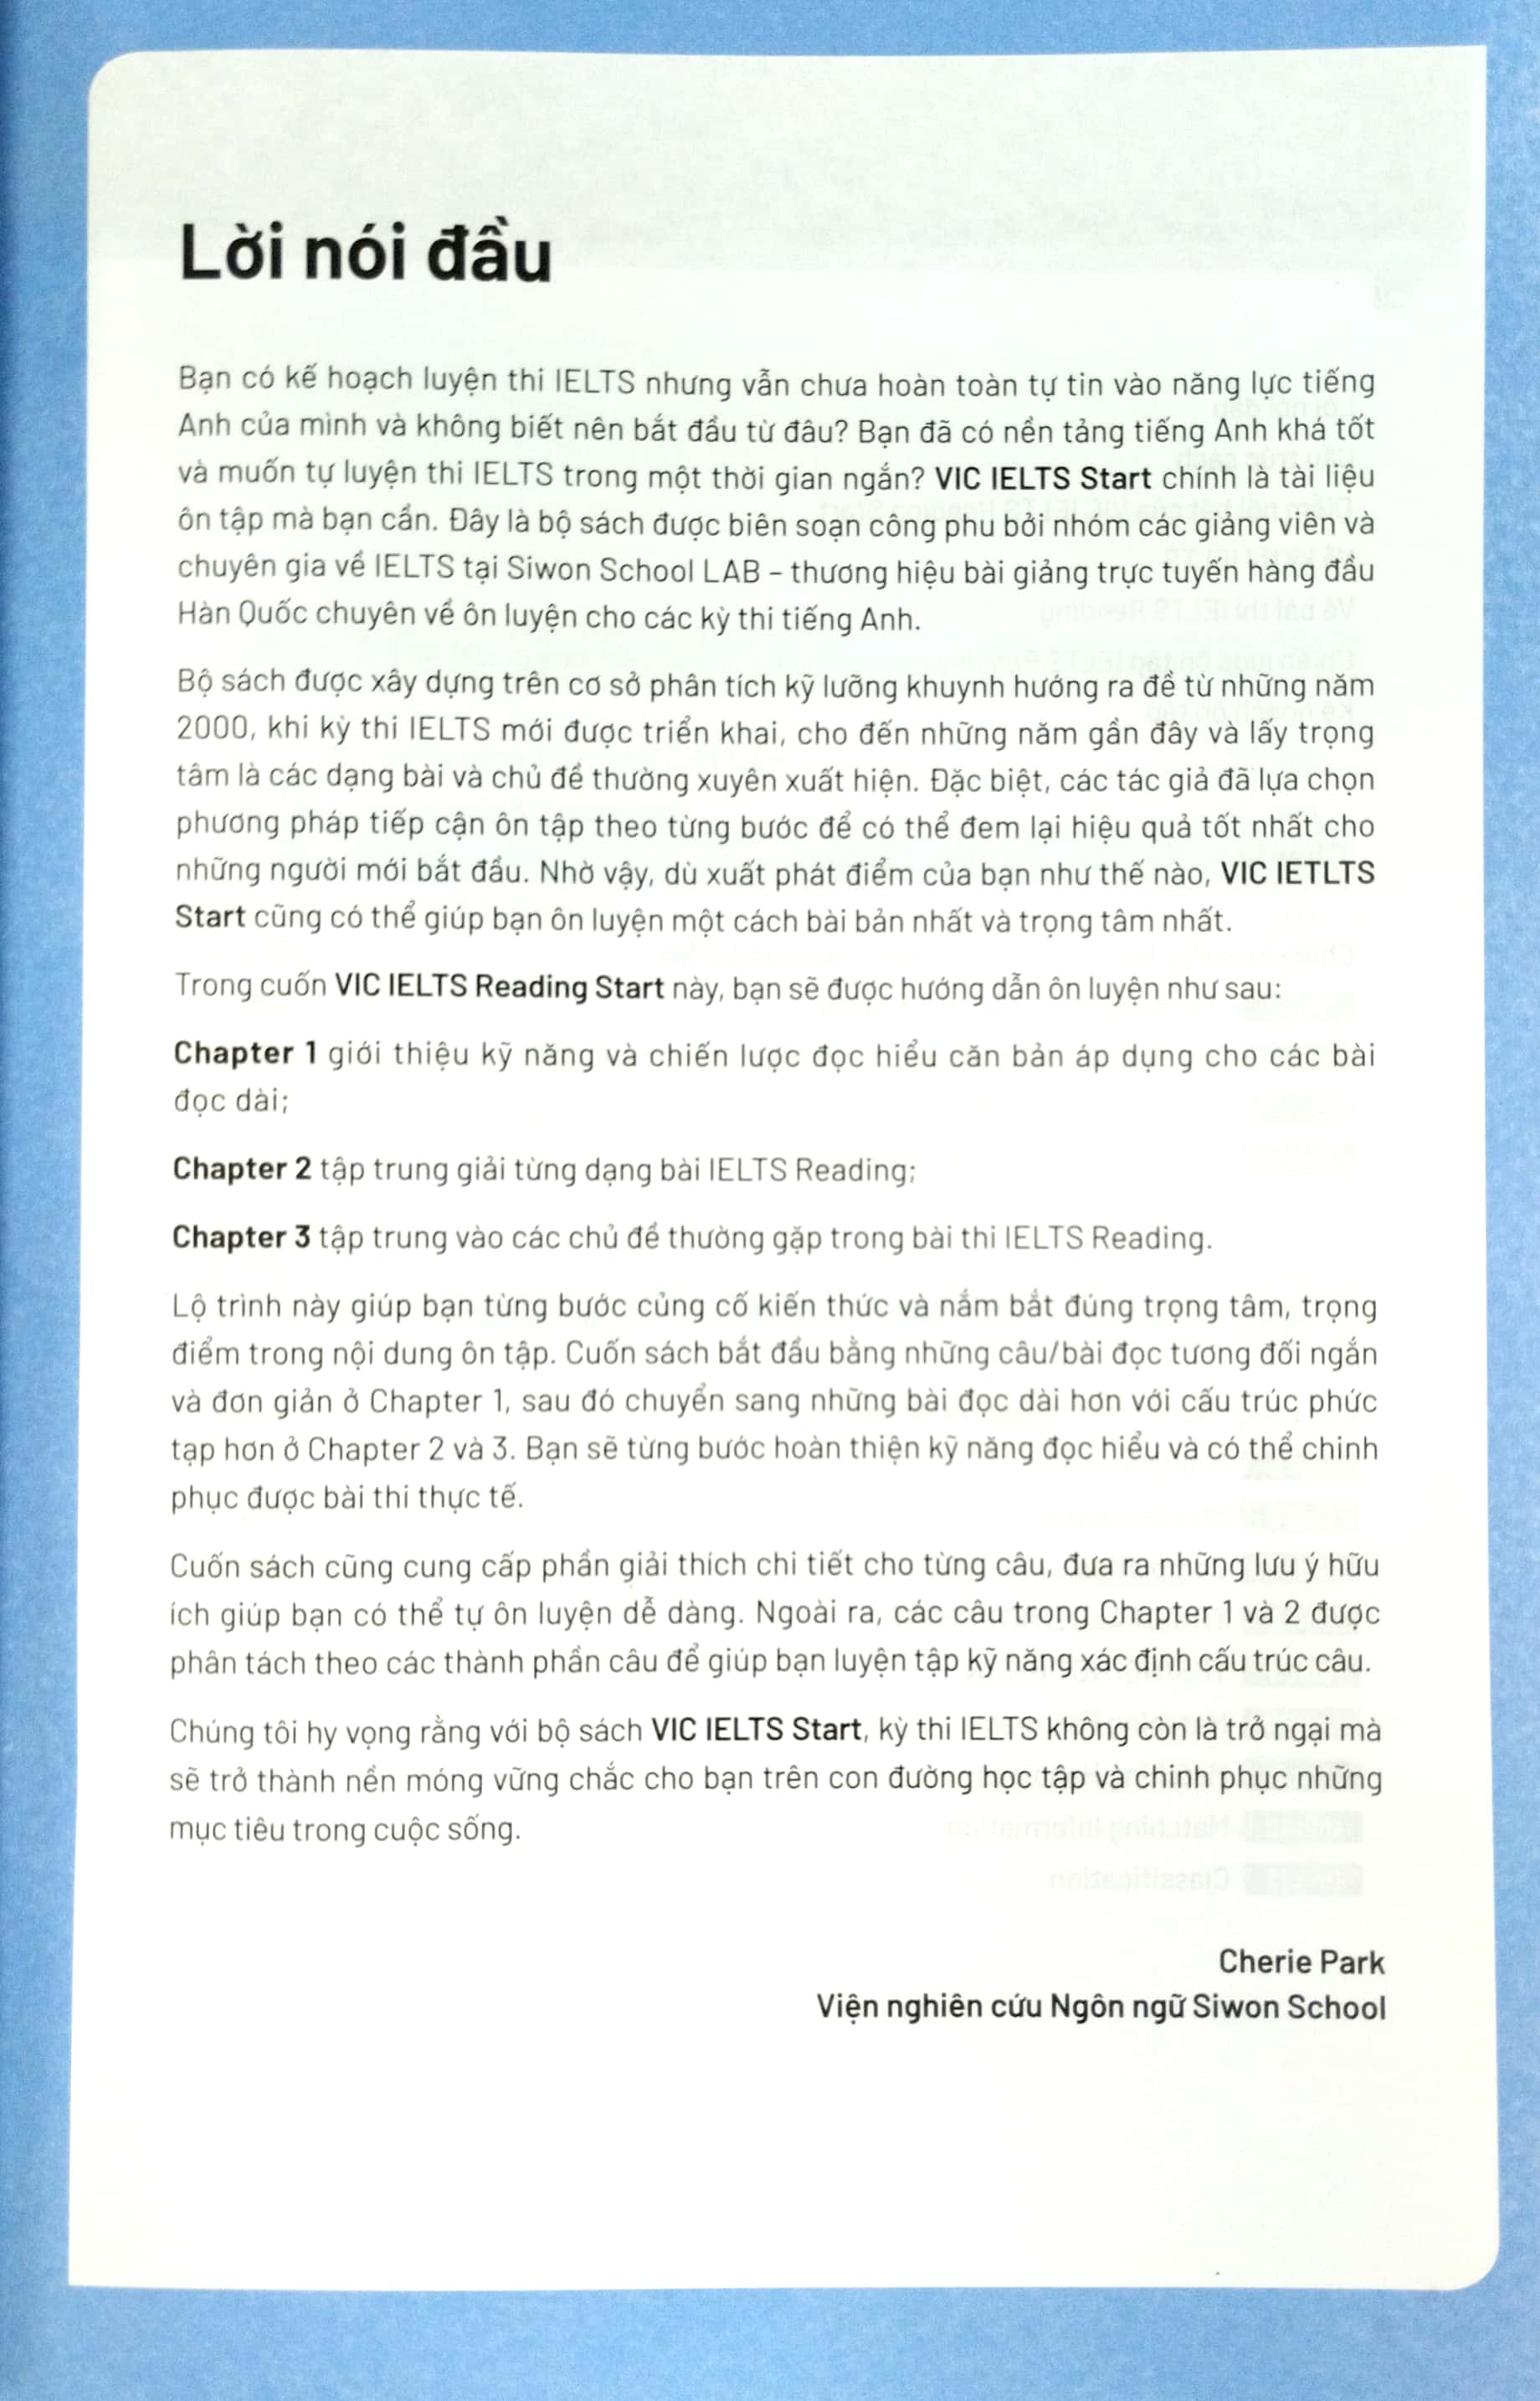 Lời nói đầu
Bạn có kế hoạch luyện thi IELTS nhưng vẫn chưa hoàn toàn tự tin vào năng lực tiếng
Anh của mình và không biết nên bắt đầu từ đâu? Bạn đã có nền tảng tiếng Anh khá tốt
và muốn tự luyện thi IELTS trong một thời gian ngắn? VIC IELTS Start chính là tài liệu
ôn tập mà bạn cần. Đây là bộ sách được biên soạn công phu bởi nhóm các giảng viên và
chuyên gia về IELTS tại Siwon School LAB – thương hiệu bài giảng trực tuyến hàng đầu
Hàn Quốc chuyên về ôn luyện cho các kỳ thi tiếng Anh.
Bộ sách được xây dựng trên cơ sở phân tích kỹ lưỡng khuynh hướng ra đề từ những năm
2000, khi kỳ thi IELTS mới được triển khai, cho đến những năm gần đây và lấy trọng
tâm là các dạng bài và chủ đề thường xuyên xuất hiện. Đặc biệt, các tác giả đã lựa chọn
phương pháp tiếp cận ôn tập theo từng bước để có thể đem lại hiệu quả tốt nhất cho
những người mới bắt đầu. Nhờ vậy, dù xuất phát điểm của bạn như thế nào, VIC IETLTS
Start cũng có thể giúp bạn ôn luyện một cách bài bản nhất và trọng tâm nhất.
Trong cuốn VIC IELTS Reading Start này, bạn sẽ được hướng dẫn ôn luyện như sau:
Chapter 1 giới thiệu kỹ năng và chiến lược đọc hiểu căn bản áp dụng cho các bài
đọc dài;
Chapter 2 tập trung giải từng dạng bài IELTS Reading;
Chapter 3 tập trung vào các chủ đề thường gặp trong bài thi IELTS Reading.
Lộ trình này giúp bạn từng bước củng cố kiến thức và nắm bắt đúng trọng tâm, trọng
điểm trong nội dung ôn tập. Cuốn sách bắt đầu bằng những câu/bài đọc tương đối ngắn
và đơn giản ở Chapter 1, sau đó chuyển sang những bài đọc dài hơn với cấu trúc phức
tạp hơn ở Chapter 2 và 3. Bạn sẽ từng bước hoàn thiện kỹ năng đọc hiểu và có thể chinh
phục được bài thi thực tế.
Cuốn sách cũng cung cấp phần giải thích chi tiết cho từng câu, đưa ra những lưu ý hữu
ích giúp bạn có thể tự ôn luyện dễ dàng. Ngoài ra, các câu trong Chapter 1 và 2 được
phân tách theo các thành phần câu để giúp bạn luyện tập kỹ năng xác định cấu trúc câu.
Chúng tôi hy vọng rằng với bộ sách VIC IELTS Start, kỳ thi IELTS không còn là trở ngại mà
sẽ trở thành nền móng vững chắc cho bạn trên con đường học tập và chinh phục những
mục tiêu trong cuộc sống.
Cherie Park
Viện nghiên cứu Ngôn ngữ Siwon School